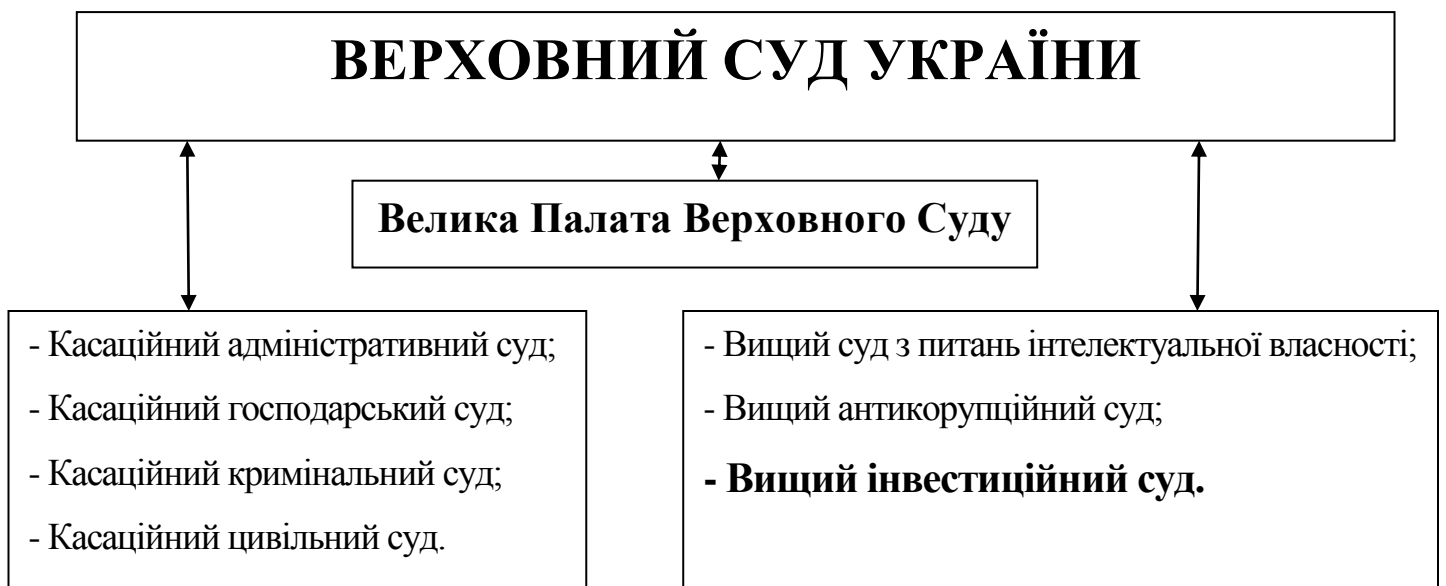 ВЕРХОВНИЙ СУД УКРАЇНИ
Велика Палата Верховного Суду
- Касаційний адміністративний суд;
- Касаційний господарський суд;
- Касаційний кримінальний суд;
- Касаційний цивільний суд.
- Вищий суд з питань інтелектуальної власності;
- Вищий антикорупційний суд;
- Вищий інвестиційний суд.